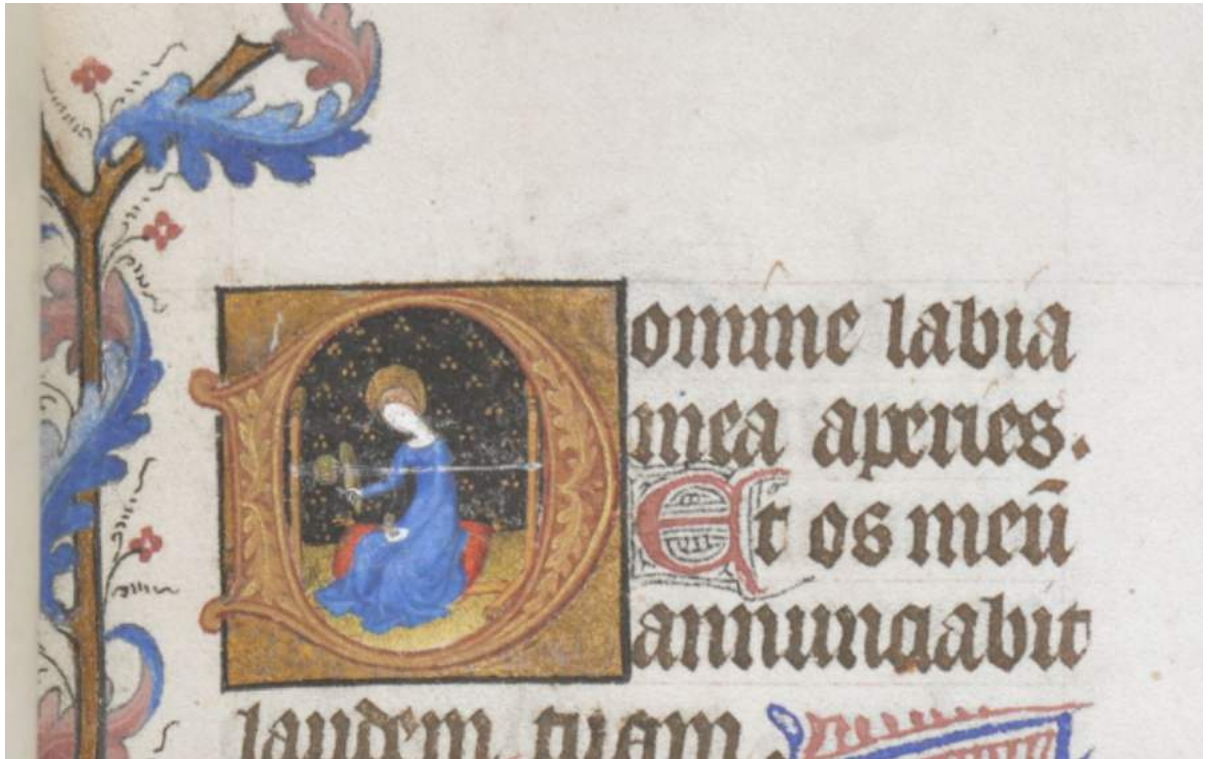 Domine labia
mea aperies.
Et os meū
annunciabit
laudem tuam.